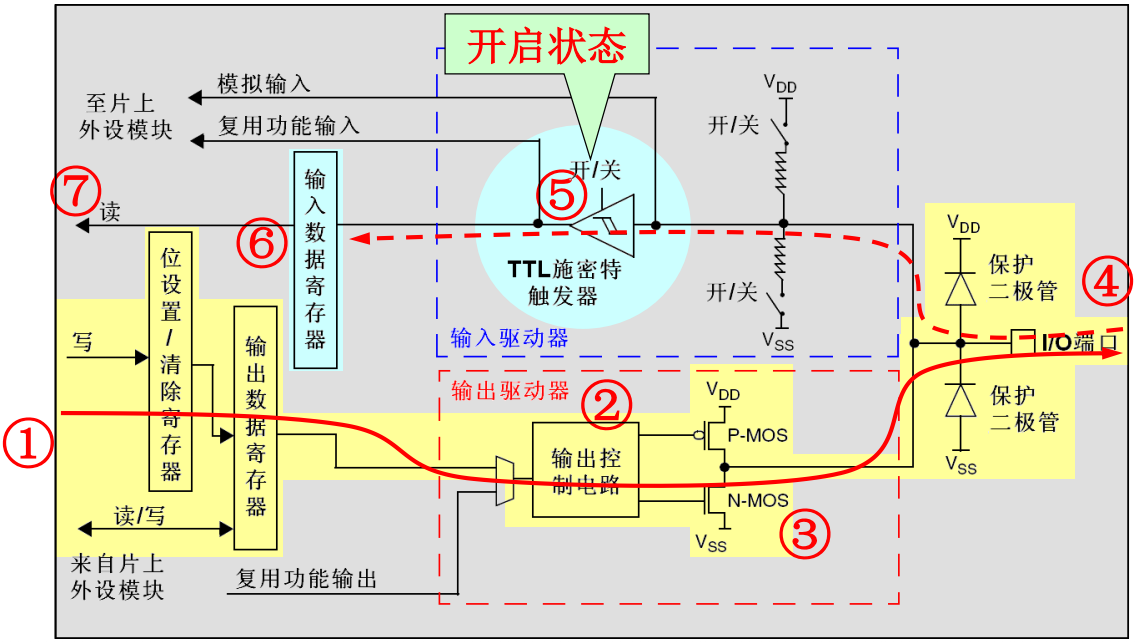 开启状态
模拟输入
至片上
外设模块
复用功能输入
V_DD
开/关
开/关
⑦
读
⑥
⑤
输入数据寄存器
TTL施密特
触发器
开/关
V_SS
输入驱动器
V_DD
保护
二极管
④
I/O端口
保护
二极管
V_SS
位设置/清除寄存器
写
输出数据寄存器
①
输出驱动器
②
V_DD
P-MOS
输出控
制电路
N-MOS
③
V_SS
读/写
来自片上
外设模块
复用功能输出